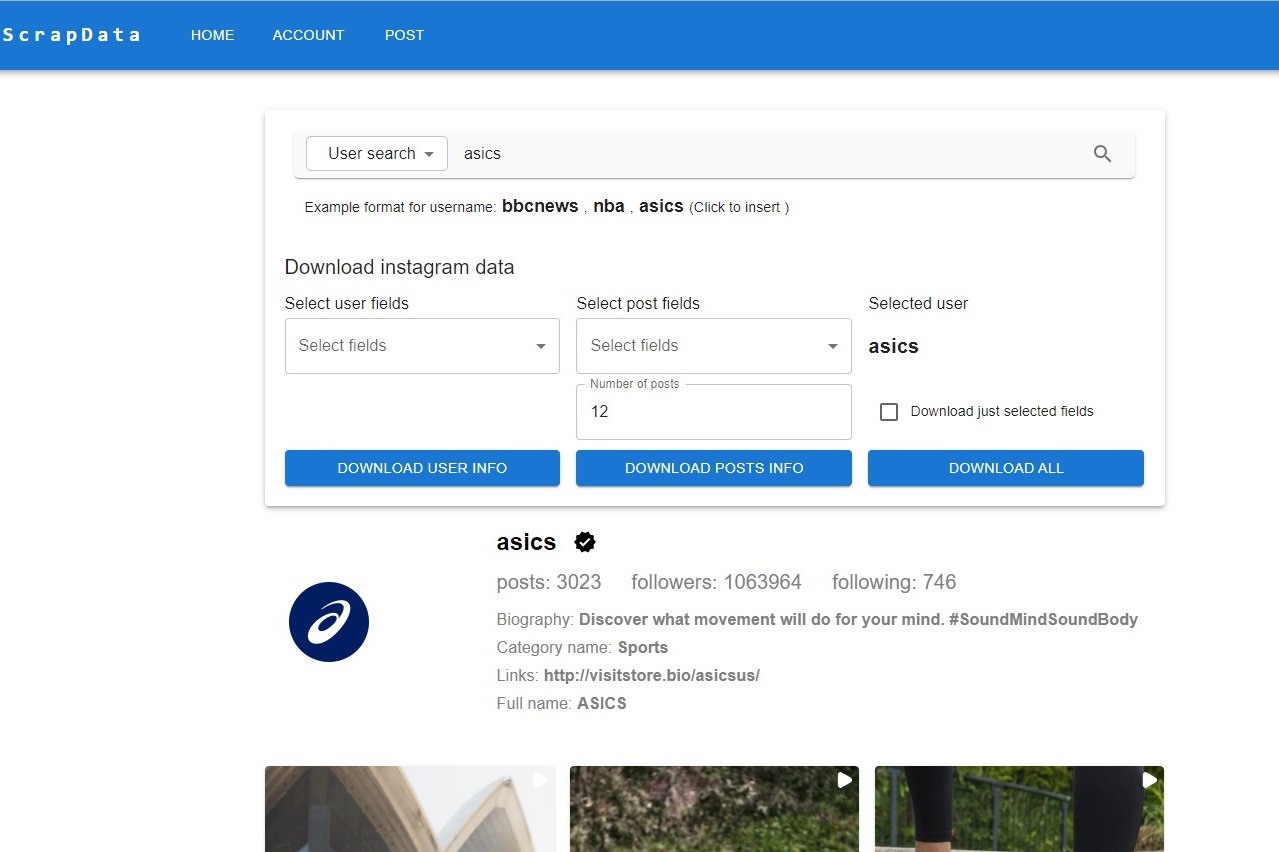 ScrapData HOME ACCOUNT POST
User search asics
Example format for username: bbcnews , nba , asics (Click to insert )
Download instagram data
Select user fields Select post fields Selected user
Select fields Select fields asics
Number of posts
12 Download just selected fields
DOWNLOAD USER INFO DOWNLOAD POSTS INFO DOWNLOAD ALL
asics
posts: 3023 followers: 1063964 following: 746
Biography: Discover what movement will do for your mind. #SoundMindSoundBody
Category name: Sports
Links: http://visitstore.bio/asicsus/
Full name: ASICS